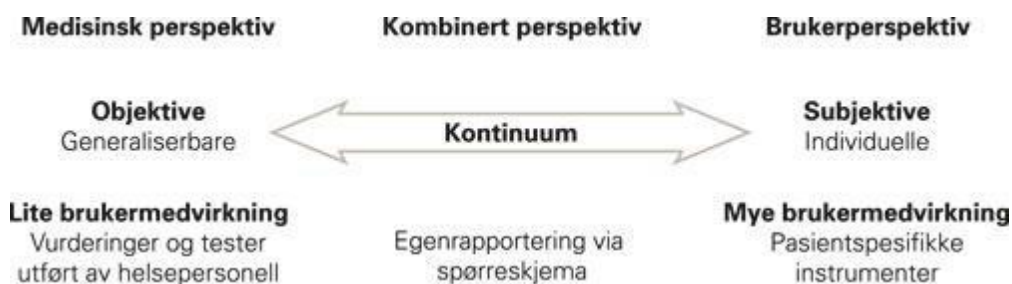 Medisinsk perspektiv
Kombinert perspektiv
Brukerperspektiv
Objektive
Generaliserbare
Kontinuum
Subjektive
Individuelle
Lite brukermedvirkning
Vurderinger og tester
utført av helsepersonell
Egenrapportering via
spørreskjema
Mye brukermedvirkning
Pasientspesifikke
instrumenter